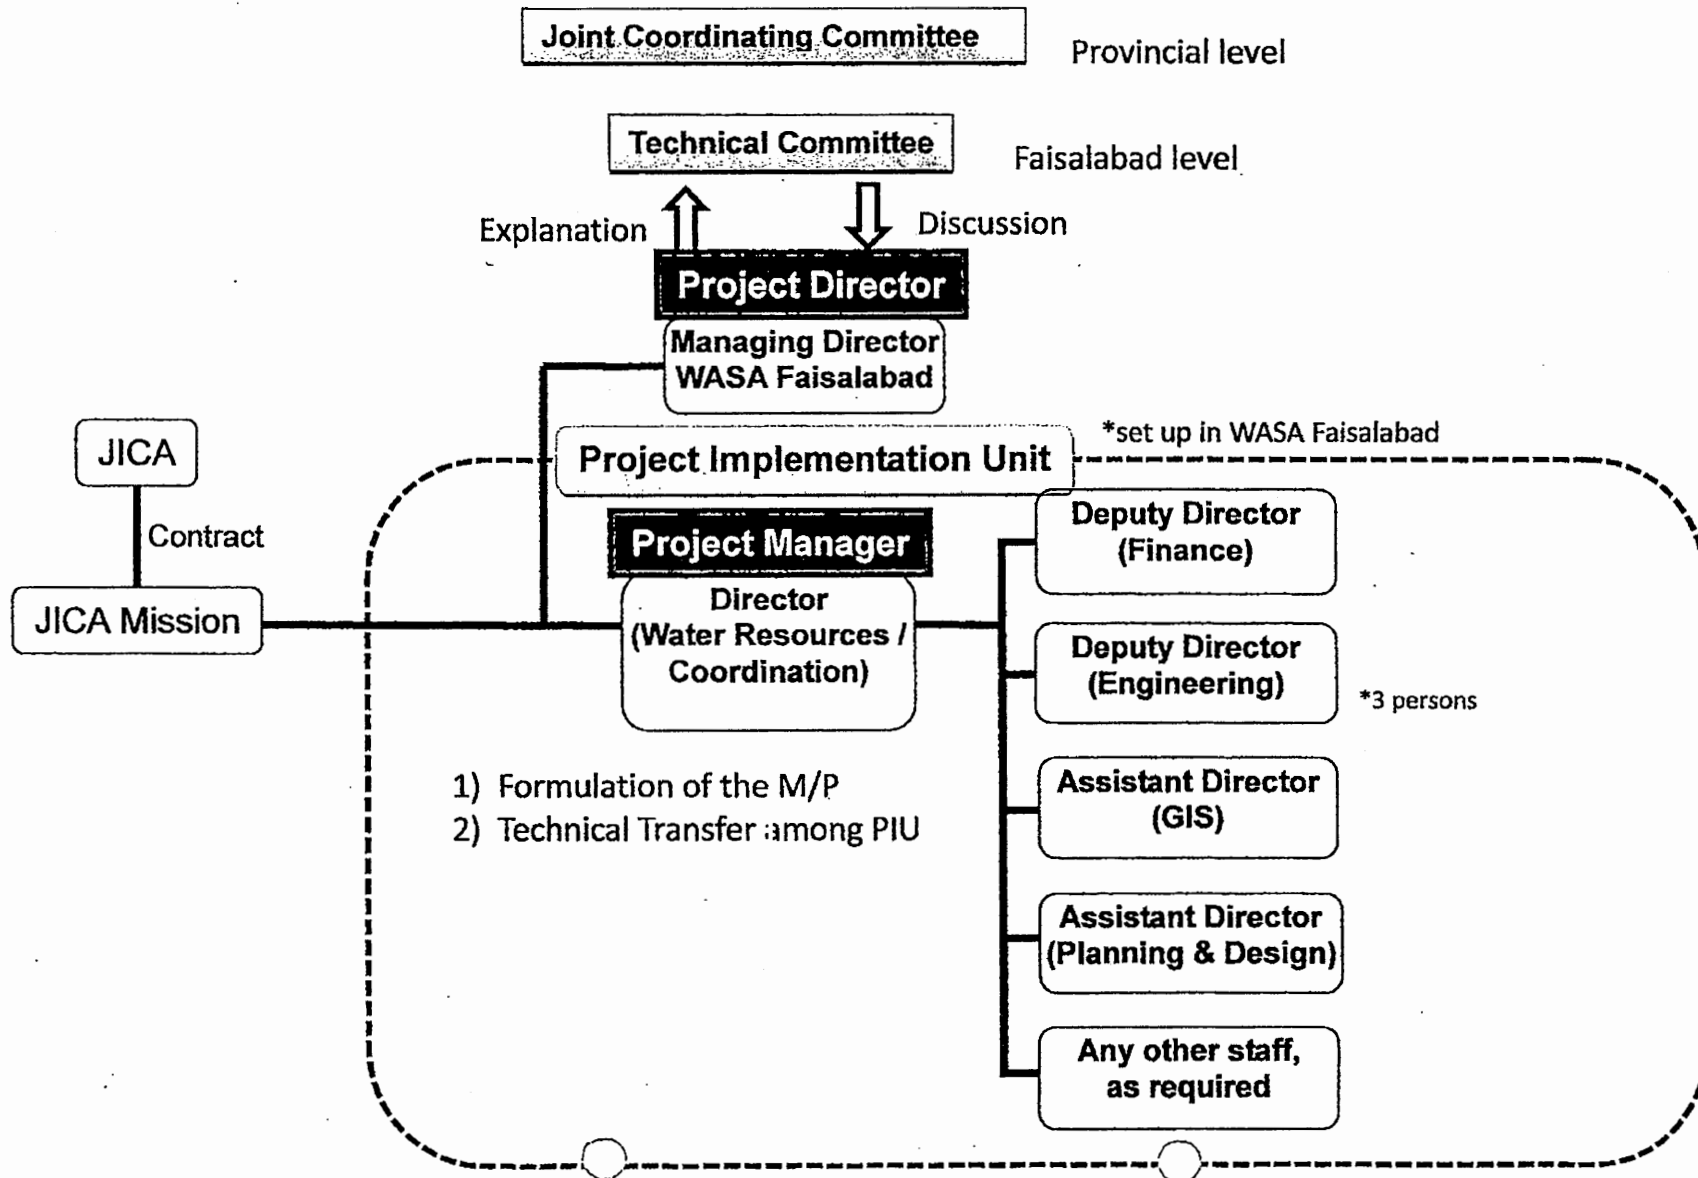 Joint Coordinating Committee
Provincial level
Technical Committee
Faisalabad level
Explanation
Discussion
Project Director
Managing Director
WASA Faisalabad
*set up in WASA Faisalabad
JICA
Project Implementation Unit
Contract
Project Manager
JICA Mission
Director
(Water Resources /
Coordination)
Deputy Director
(Finance)
Deputy Director
(Engineering)
*3 persons
1) Formulation of the M/P
2) Technical Transfer among PIU
Assistant Director
(GIS)
Assistant Director
(Planning & Design)
Any other staff,
as required